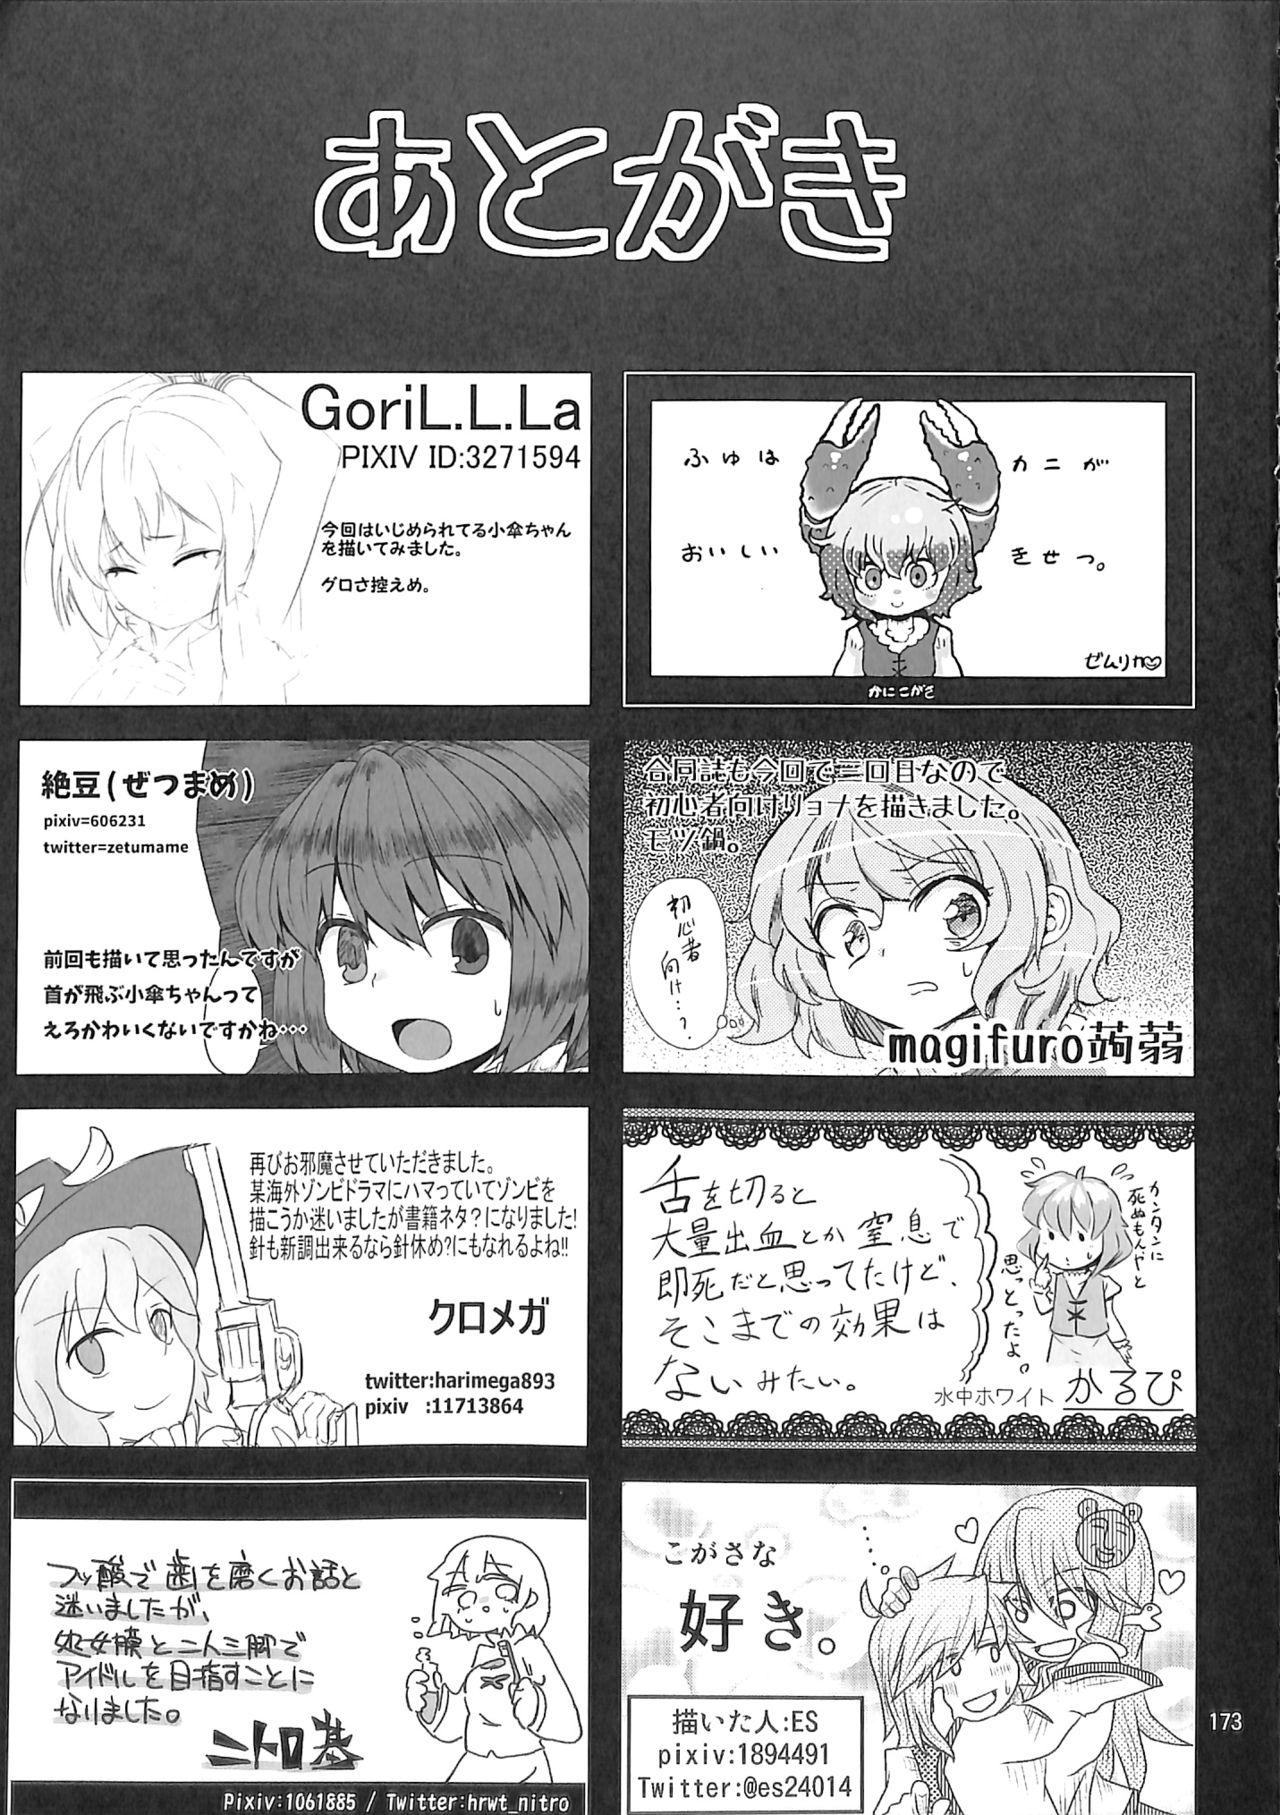 あとがき
GoriL.L.La
PIXIV ID:3271594
今回はいじめられてる小傘ちゃん
を描いてみました。
グロさ控えめ。
ふゆは カニが
おいしい きせつ。
ぜんりか
かにこがさ
絶豆(ぜつまめ)
pixiv=606231
twitter=zetumame
前回も描いて思ったんですが
首が飛ぶ小傘ちゃんって
えろかわいくないですかね…
合同誌も今回で三回目なので
初心者向けリョナを描きました。
モツ鍋。
初心者
向け…?
magifuro蒟蒻
再びお邪魔させていただきました。
某海外ゾンビドラマにハマっていてゾンビを
描こうか迷いましたが書籍ネタ?になりました!
針も新調出来るなら針休め?にもなれるよね!!
クロメガ
twitter:harimega893
pixiv :11713864
舌を切ると
大量出血とか窒息で
即死だと思ってたけど、
そこまでの効果は
ないみたい。
カンタンに
死ぬもんやと
思っとったよ。
水中ホワイト かるぴ
フッ酸で歯を磨くお話と
迷いましたが、
処女膜と二人三脚で
アイドルを目指すことに
なりました。
ニトロ基
Pixiv:1061885 / Twitter:hrwt_nitro
こがさな
好き。
描いた人:ES
pixiv:1894491
Twitter:@es24014
173